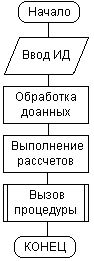 Начало
Ввод ИД
Обработка
доанных
Выполнение
рассчетов
Вызов
процедуры
КОНЕЦ